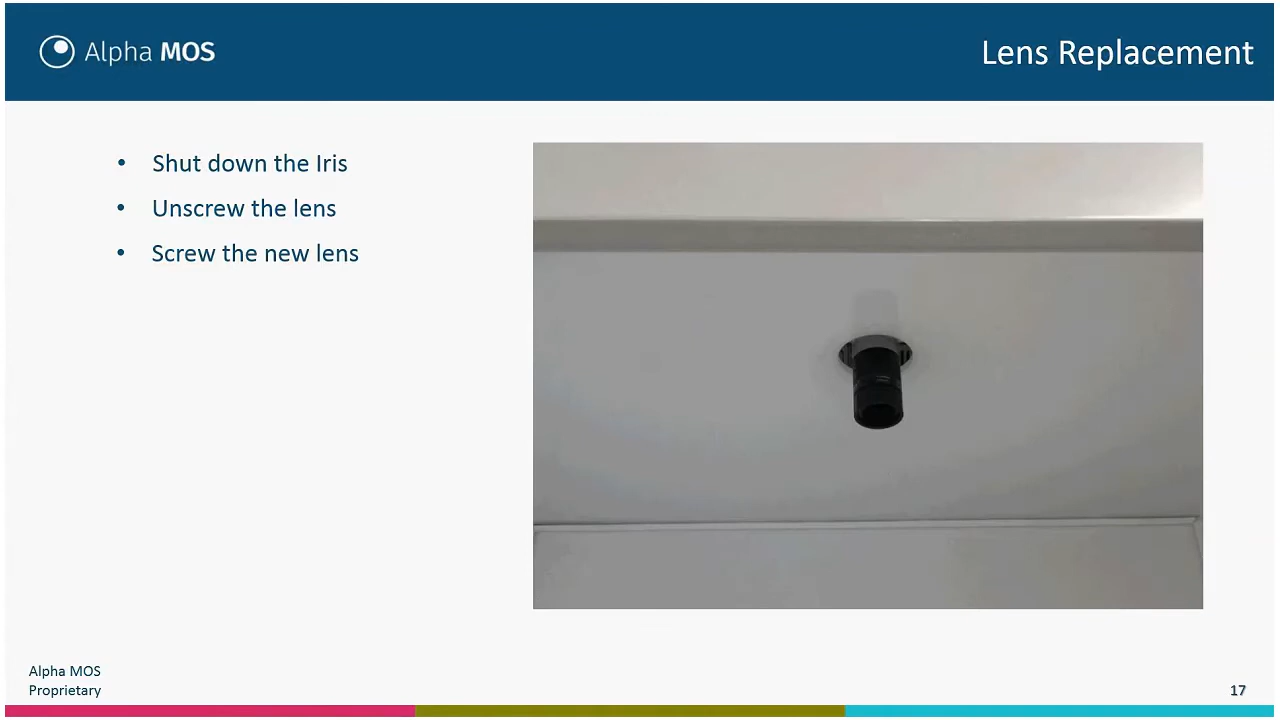 Alpha MOS
Lens Replacement
• Shut down the Iris
• Unscrew the lens
• Screw the new lens
Alpha MOS
Proprietary
17